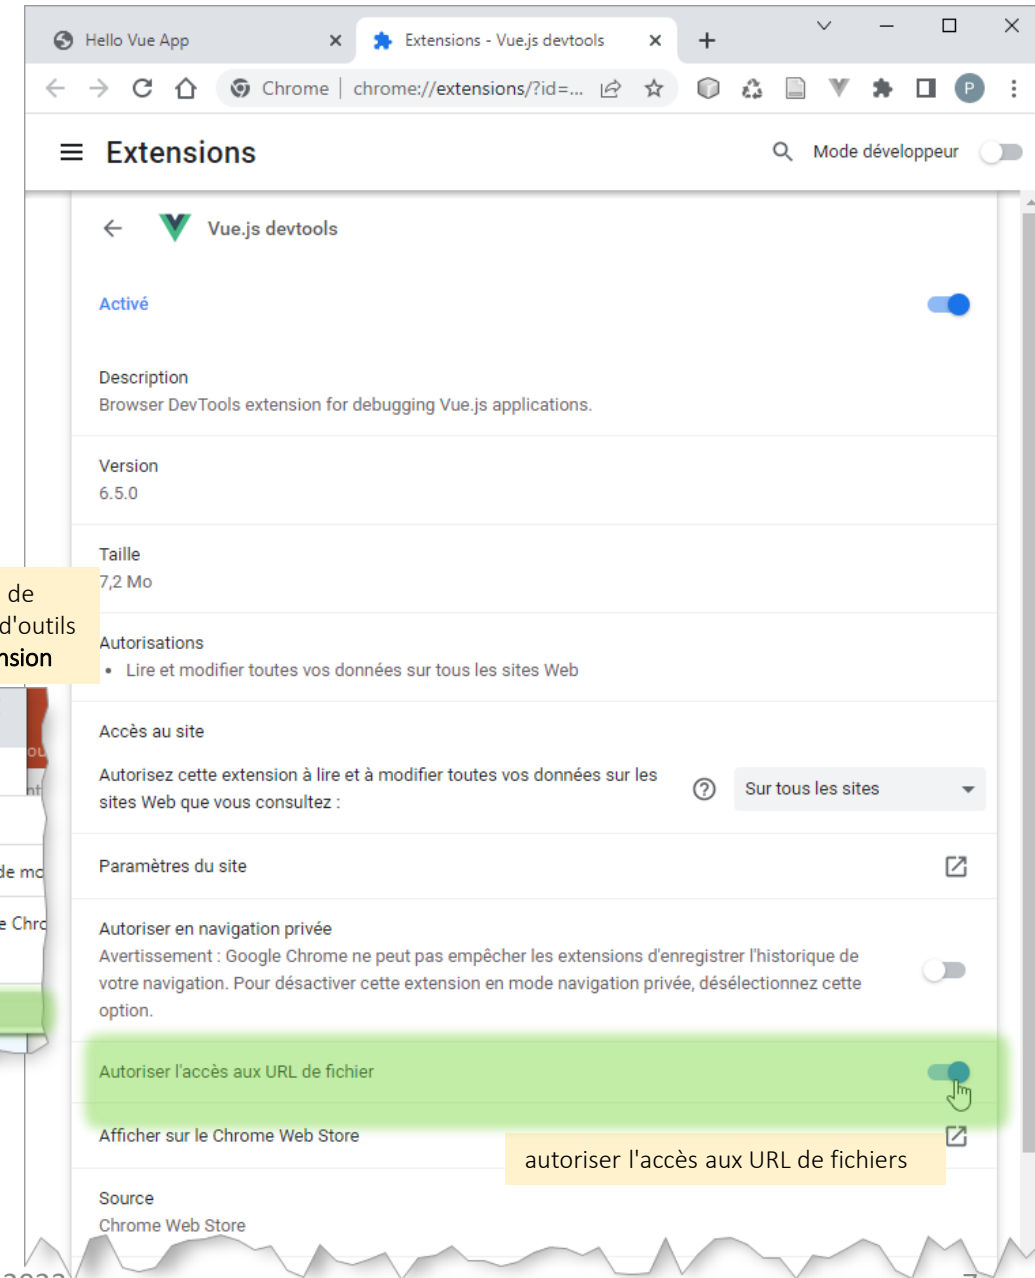 Hello Vue App
Extensions - Vue.js devtools
Chrome | chrome://extensions/?id=...
P
Extensions
Mode développeur
Vue.js devtools
Activé
Description
Browser DevTools extension for debugging Vue.js applications.
Version
6.5.0
Taille
7,2 Mo
de
d'outils
nsion
Autorisations
• Lire et modifier toutes vos données sur tous les sites Web
Accès au site
Autorisez cette extension à lire et à modifier toutes vos données sur les
sites Web que vous consultez :
Sur tous les sites
Paramètres du site
de mo
e Chro
Autoriser en navigation privée
Avertissement : Google Chrome ne peut pas empêcher les extensions d'enregistrer l'historique de
votre navigation. Pour désactiver cette extension en mode navigation privée, désélectionnez cette
option.
Autoriser l'accès aux URL de fichier
Afficher sur le Chrome Web Store
autoriser l'accès aux URL de fichiers
Source
Chrome Web Store